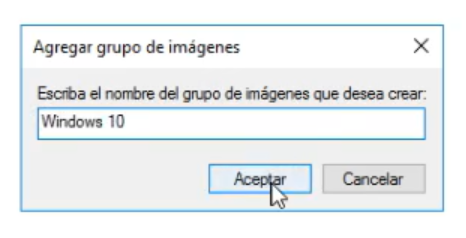 Agregar grupo de imágenes
Escriba el nombre del grupo de imágenes que desea crear:
Windows 10
Aceptar Cancelar